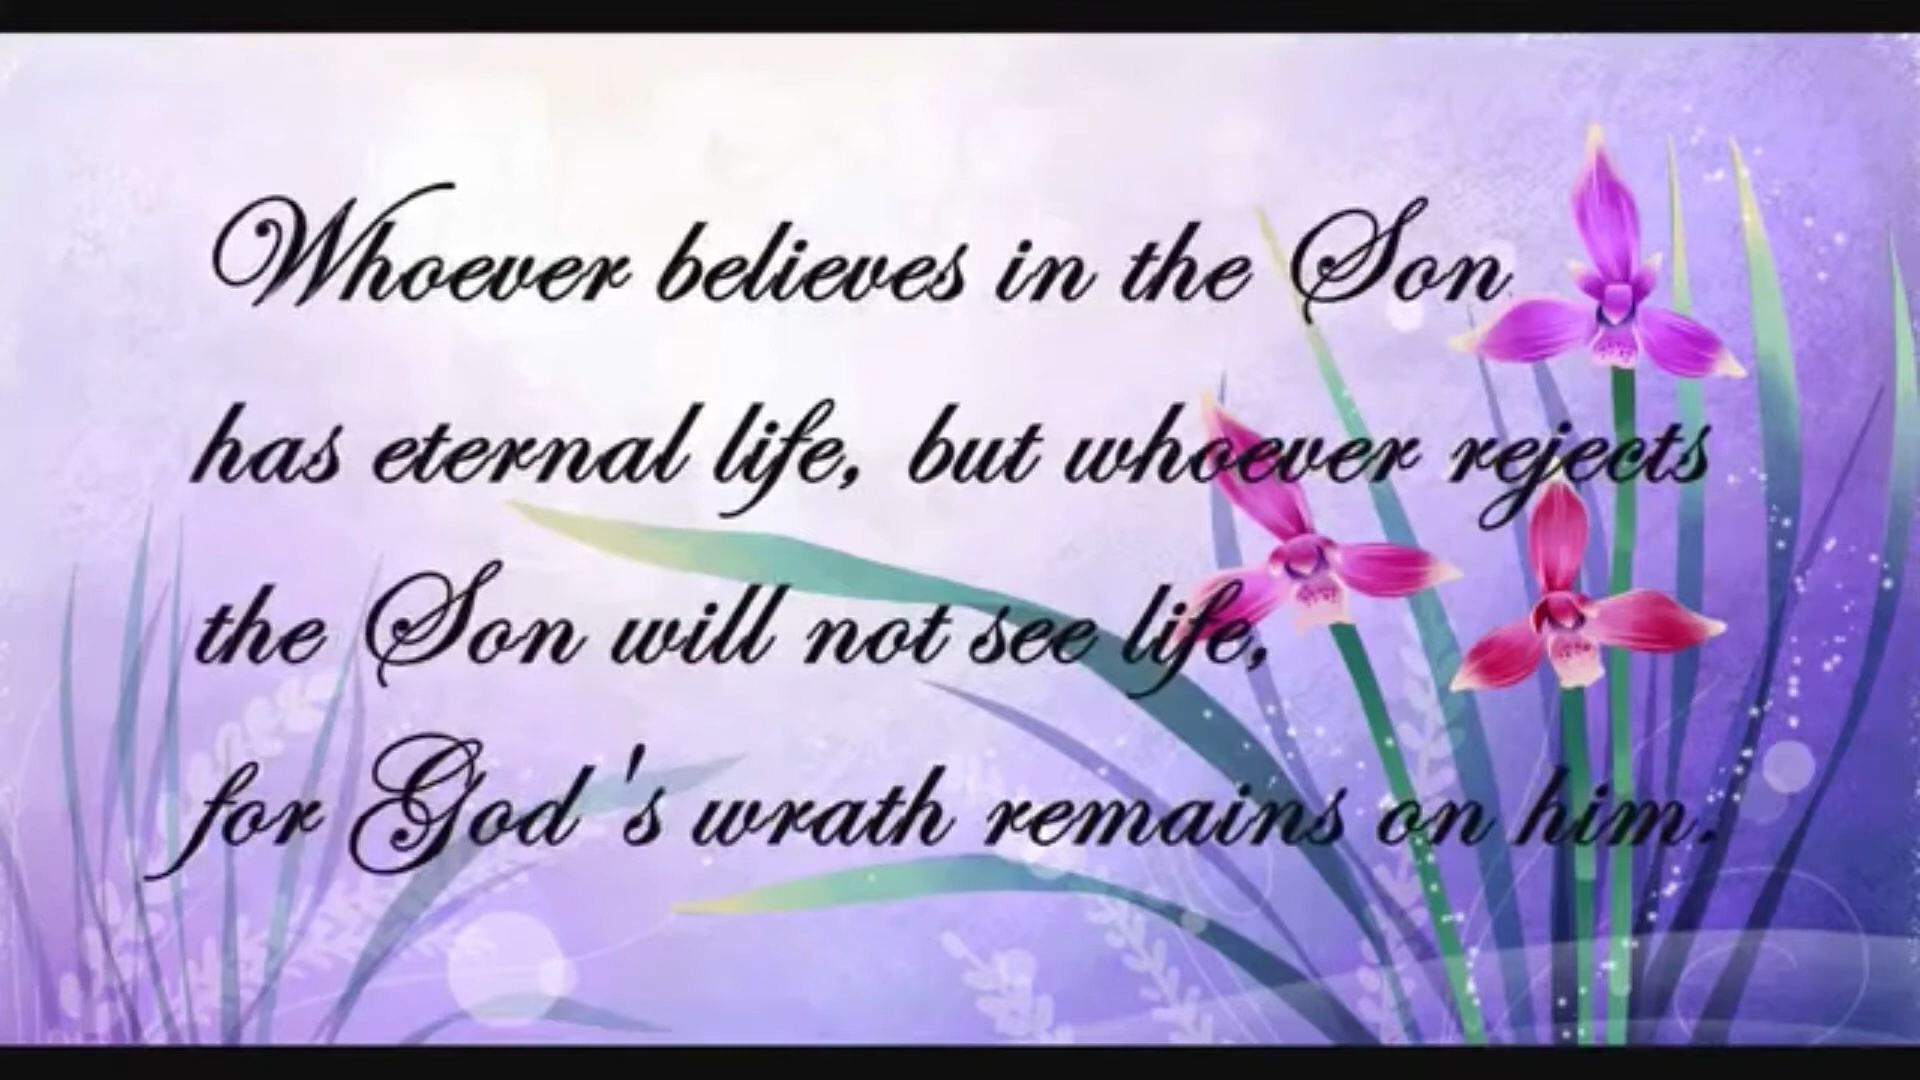 Whoever believes in the Son
has eternal life, but whoever rejects
the Son will not see life,
for God's wrath remains on him.